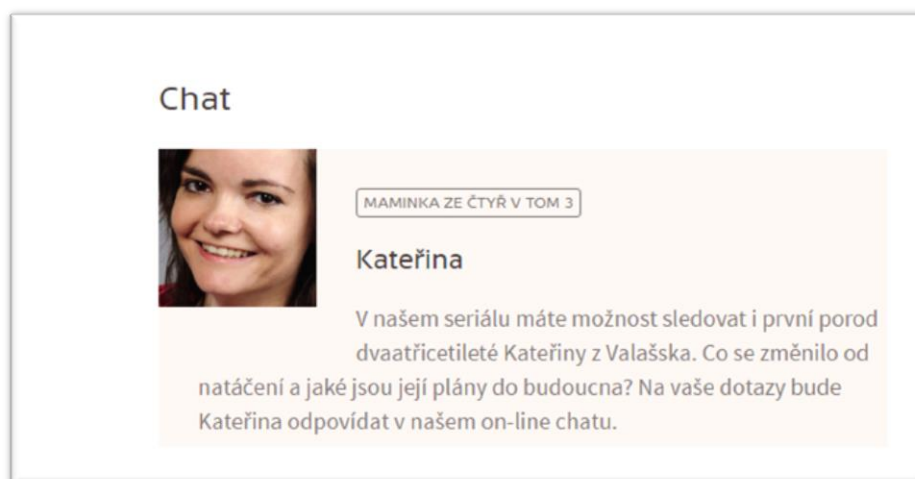 Chat
MAMINKA ZE ČTYŘ V TOM 3
Kateřina
V našem seriálu máte možnost sledovat i první porod
dvaatřicetileté Kateřiny z Valašska. Co se změnilo od
natáčení a jaké jsou její plány do budoucna? Na vaše dotazy bude
Kateřina odpovídat v našem on-line chatu.